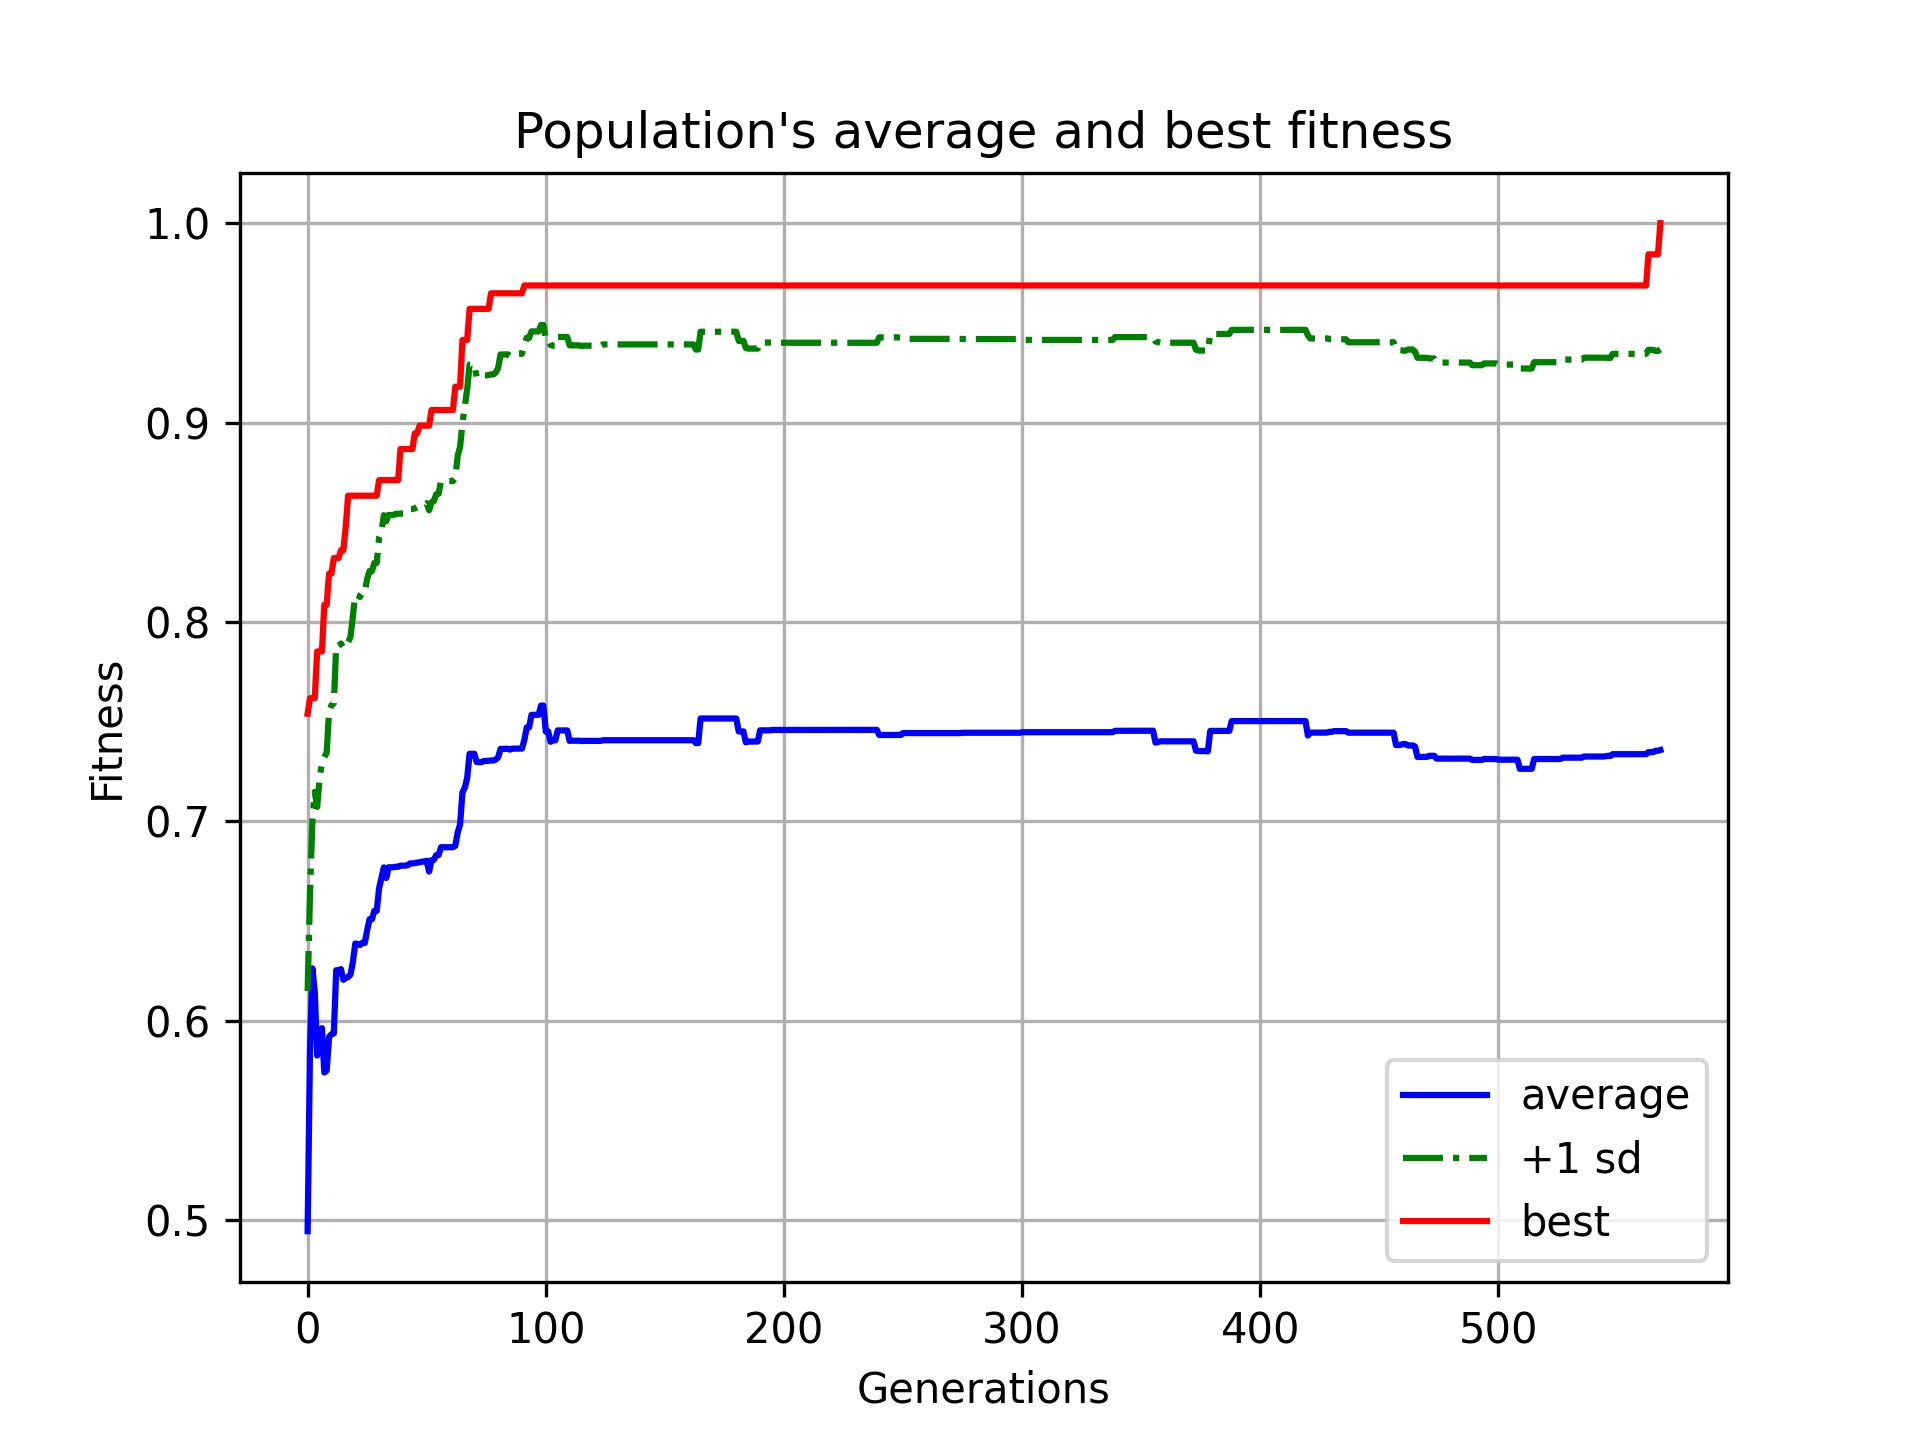 Population's average and best fitness
1.0
0.9
0.8
0.7
0.6
0.5
Fitness
0 100 200 300 400 500
Generations
average
+1 sd
best